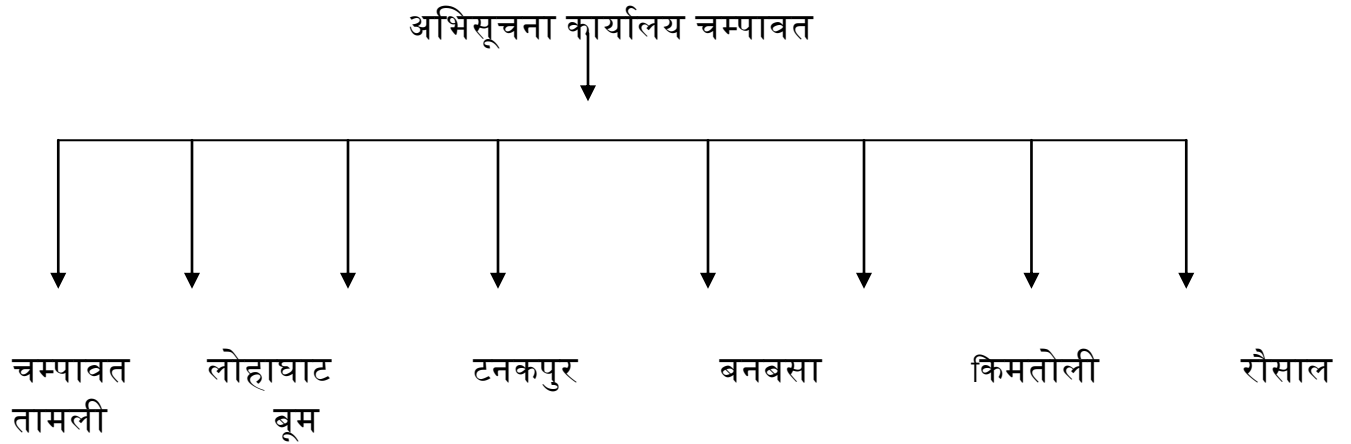 अभिसूचना कार्यालय चम्पावत
चम्पावत लोहाघाट टनकपुर बनबसा किमतोली रौसाल
तामली बूम